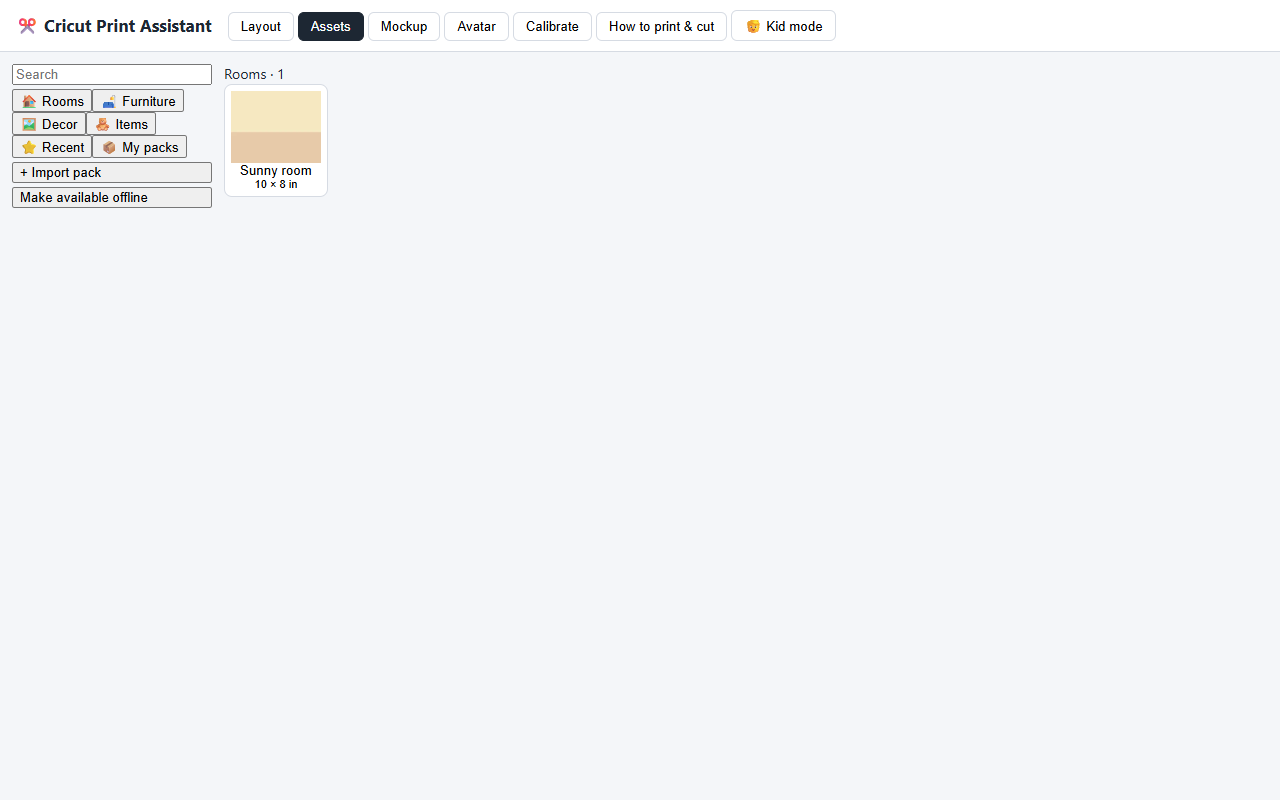 Cricut Print Assistant
Layout
Assets
Mockup
Avatar
Calibrate
How to print & cut
Kid mode
Search
Rooms
Furniture
Decor
Items
Recent
My packs
+ Import pack
Make available offline
Rooms · 1
Sunny room
10 × 8 in